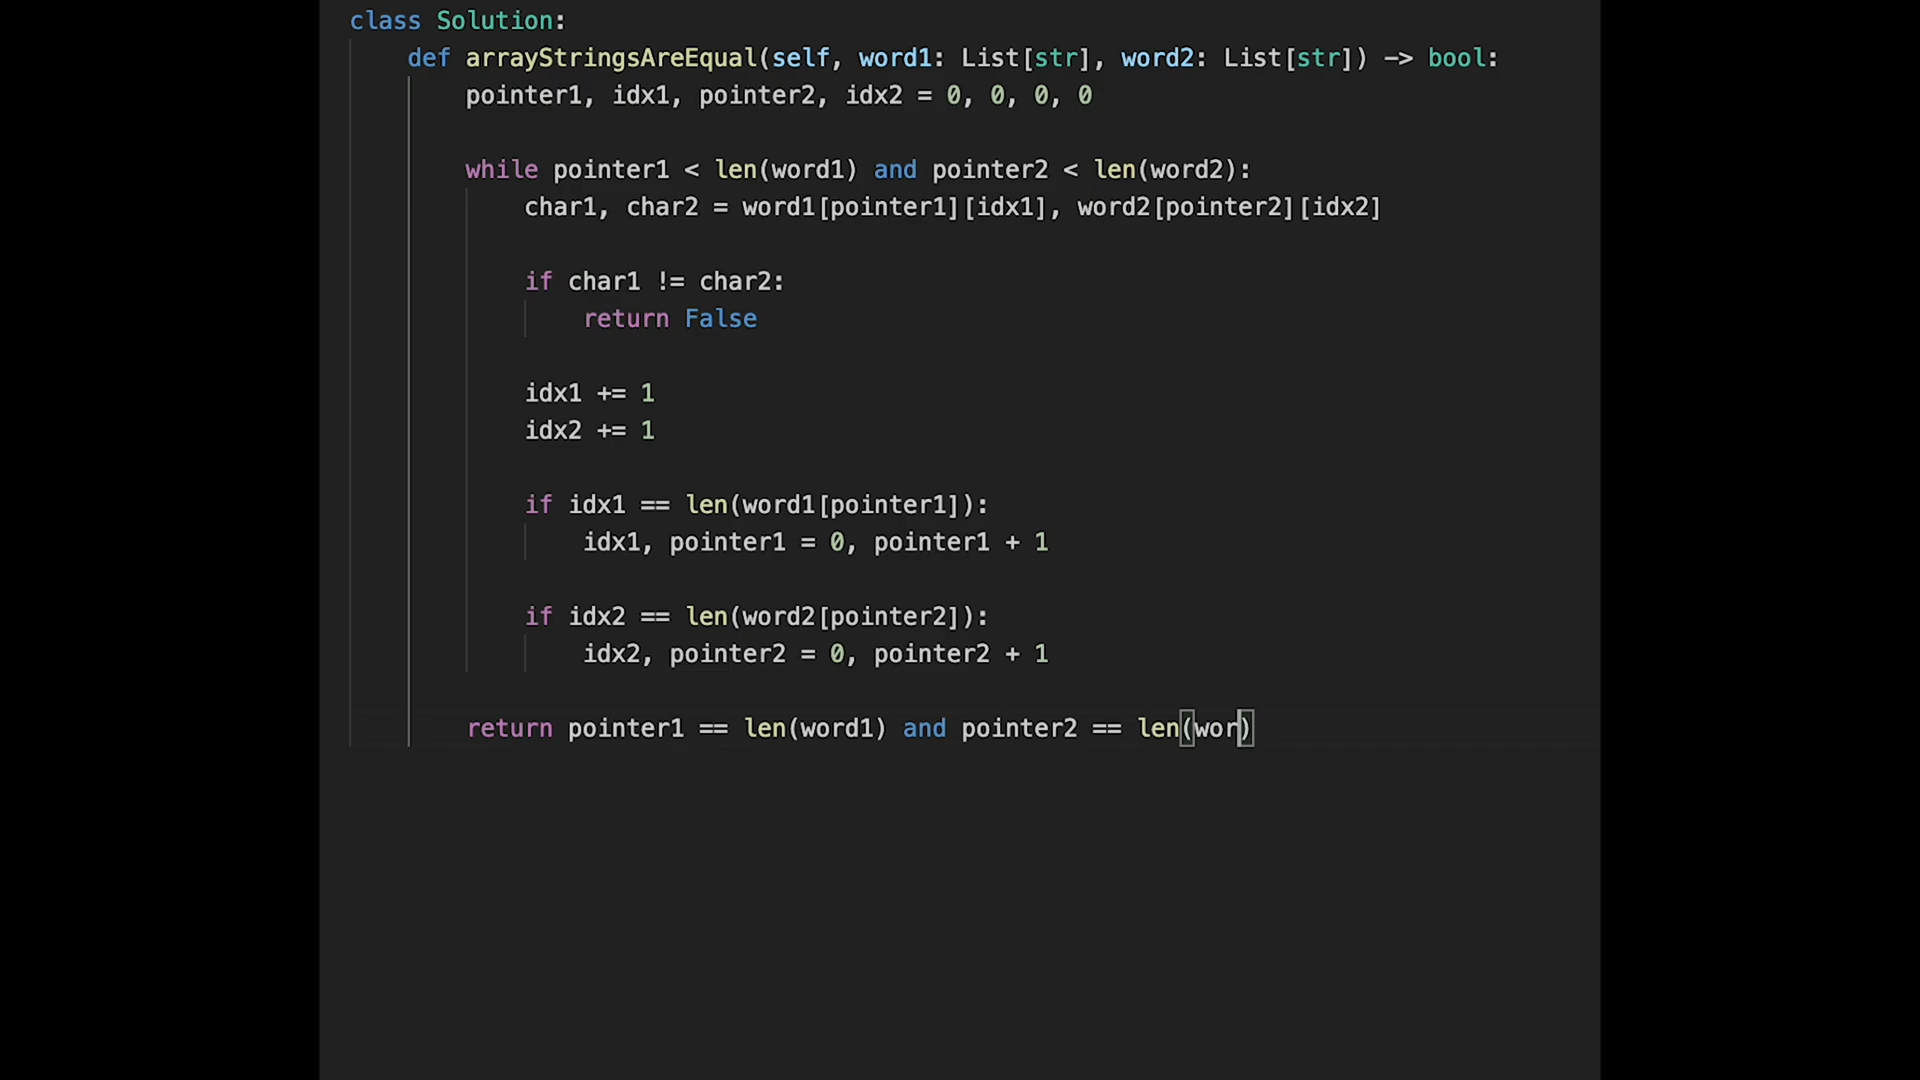 class Solution:
def arrayStringsAreEqual(self, word1: List[str], word2: List[str]) -> bool:
pointer1, idx1, pointer2, idx2 = 0, 0, 0, 0
while pointer1 < len(word1) and pointer2 < len(word2):
char1, char2 = word1[pointer1][idx1], word2[pointer2][idx2]
if char1 != char2:
return False
idx1 += 1
idx2 += 1
if idx1 == len(word1[pointer1]):
idx1, pointer1 = 0, pointer1 + 1
if idx2 == len(word2[pointer2]):
idx2, pointer2 = 0, pointer2 + 1
return pointer1 == len(word1) and pointer2 == len(wor)